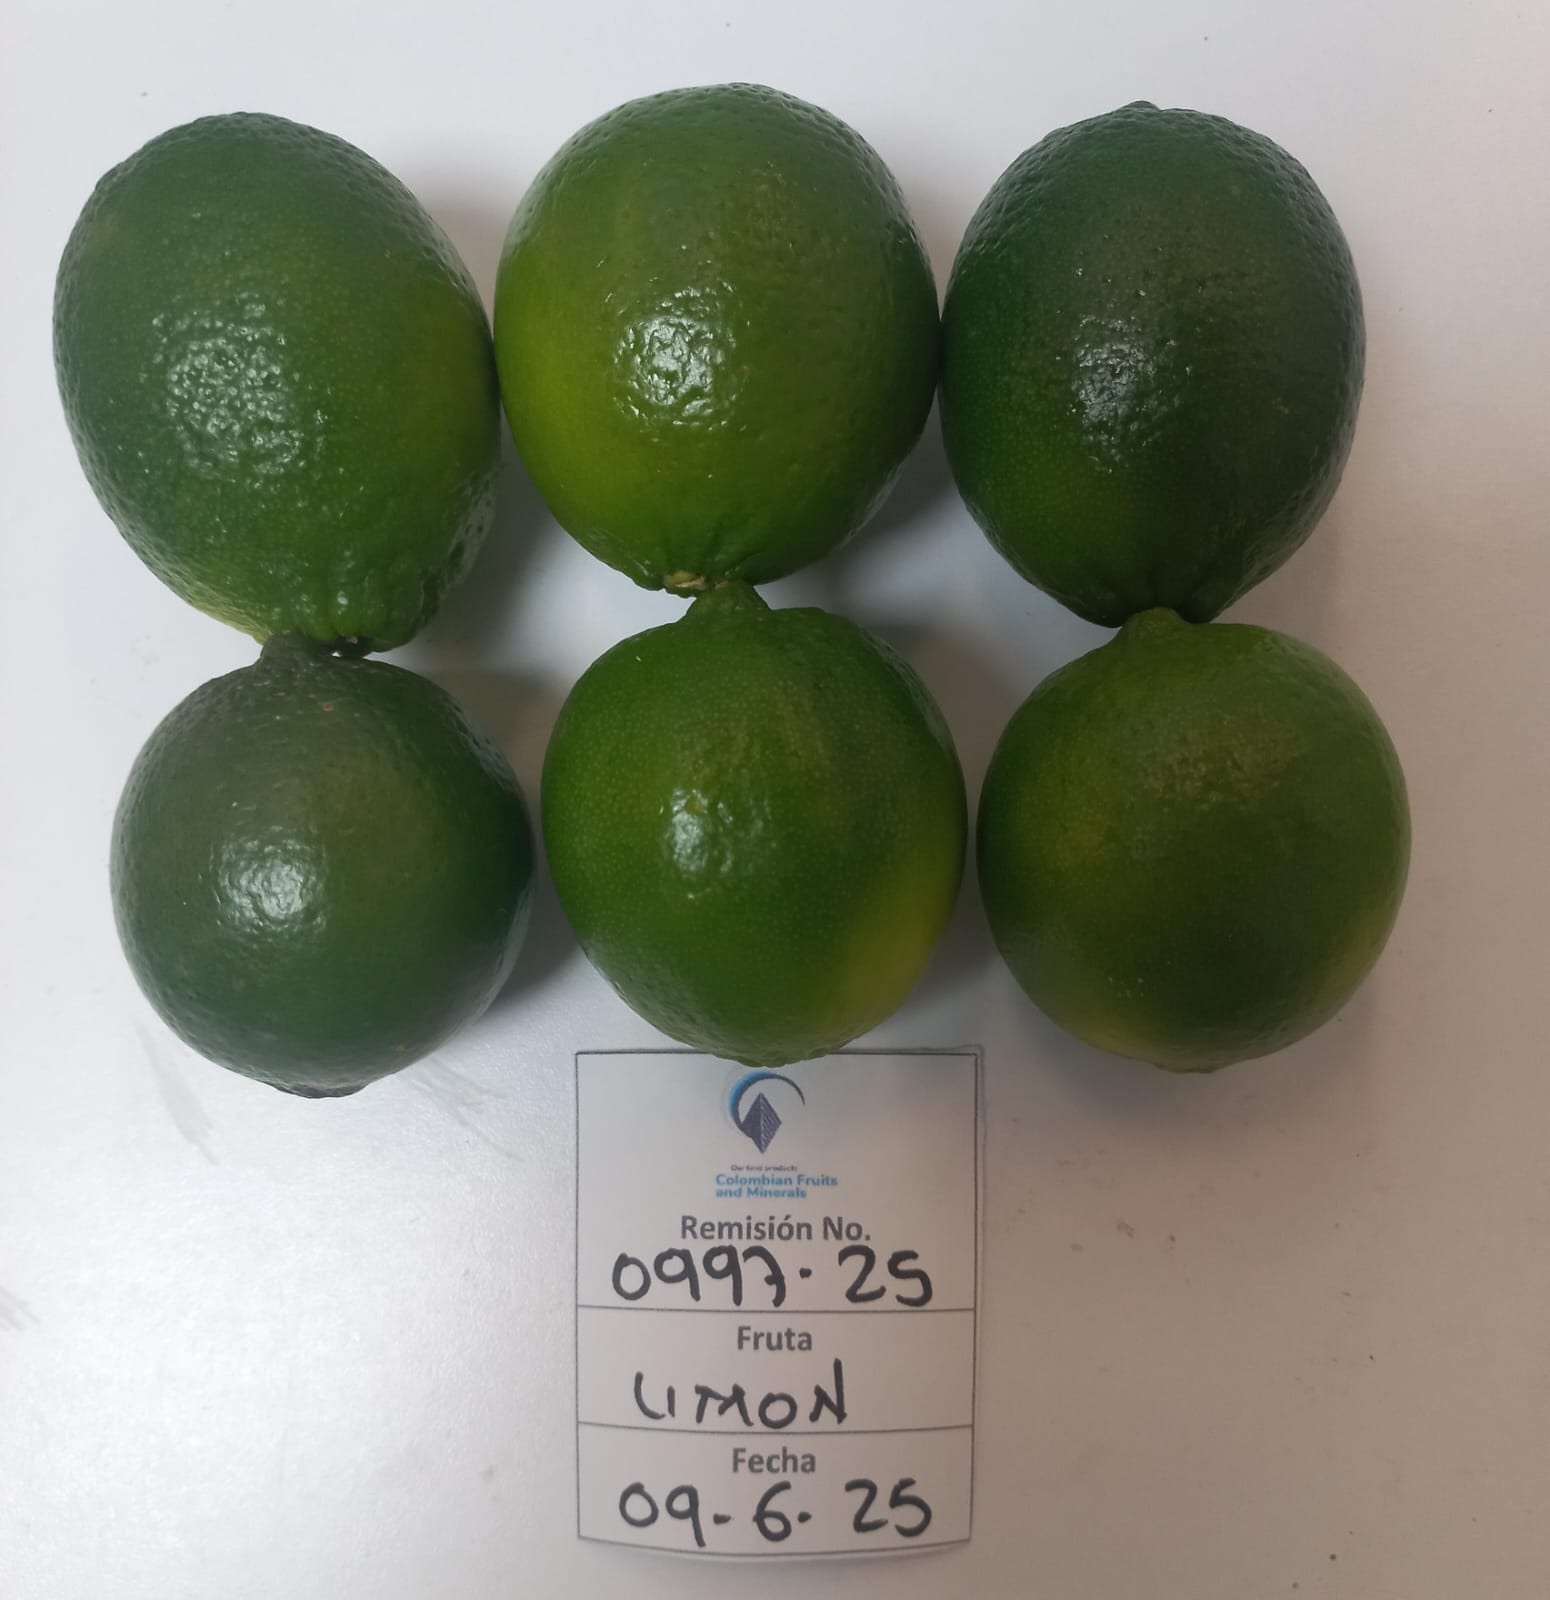 Our best products
Colombian Fruits
and Minerals
Remisión No.
0997-25
Fruta
LIMON
Fecha
09-6-25